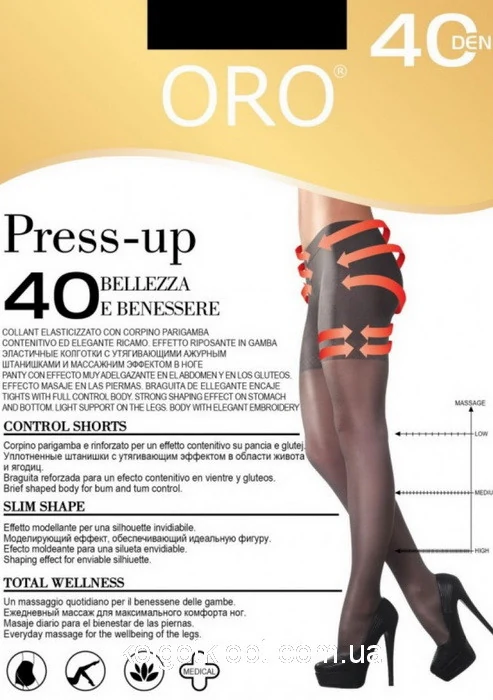 40 DEN
ORO®
Press-up
40 BELLEZZA
E BENESSERE
COLLANT ELASTICIZZATO CON CORPINO PARIGAMBA
CONTENITIVO ED ELEGANTE RICAMO. EFFETTO RIPOSANTE IN GAMBA
ЭЛАСТИЧНЫЕ КОЛГОТКИ С УТЯГИВАЮЩИМИ АЖУРНЫМ
ШТАНИШКАМИ И МАССАЖНИМ ЭФФЕКТОМ В НОГЕ
PANTY CON EFECTO MUY ADELGAZANTE EN EL ABDOMEN Y EN LOS GLUTEOS.
EFFECTO MASAJE EN LAS PIERMAS. BRAGUITA DE ELLEGANTE ENCAJE
TIGHTS WITH FULL CONTROL BODY. STRONG SHAPING EFFECT ON STOMACH
AND BOTTOM. LIGHT SUPPORT ON THE LEGS. BODY WITH ELEGANT EMBROIDERY
MASSAGE
CONTROL SHORTS
LOW
Corpino parigamba e rinforzato per un effetto contenitivo su pancia e glutej.
Уплотненные штанишки с утягивающим эффектом в области живота
и ягодиц.
Braguita reforzada para un efecto contenitivo en vientre y gluteos.
Brief shaped body for bum and tum control.
MEDIU
SLIM SHAPE
Effetto modellante per una silhouette invidiabile.
Моделирующий еффект, обеспечивающий идеальную фигуру.
Efecto moldeante para una silueta envidiable.
Shaping effect for enviable silhiuette.
HIGH
TOTAL WELLNESS
Un massaggio quotidiano per il benessere delle gambe.
Ежедневный массаж для максимального комфорта ног.
Masaje diario para el bienestar de las piernas.
Everyday massage for the wellbeing of the legs.
MEDICAL